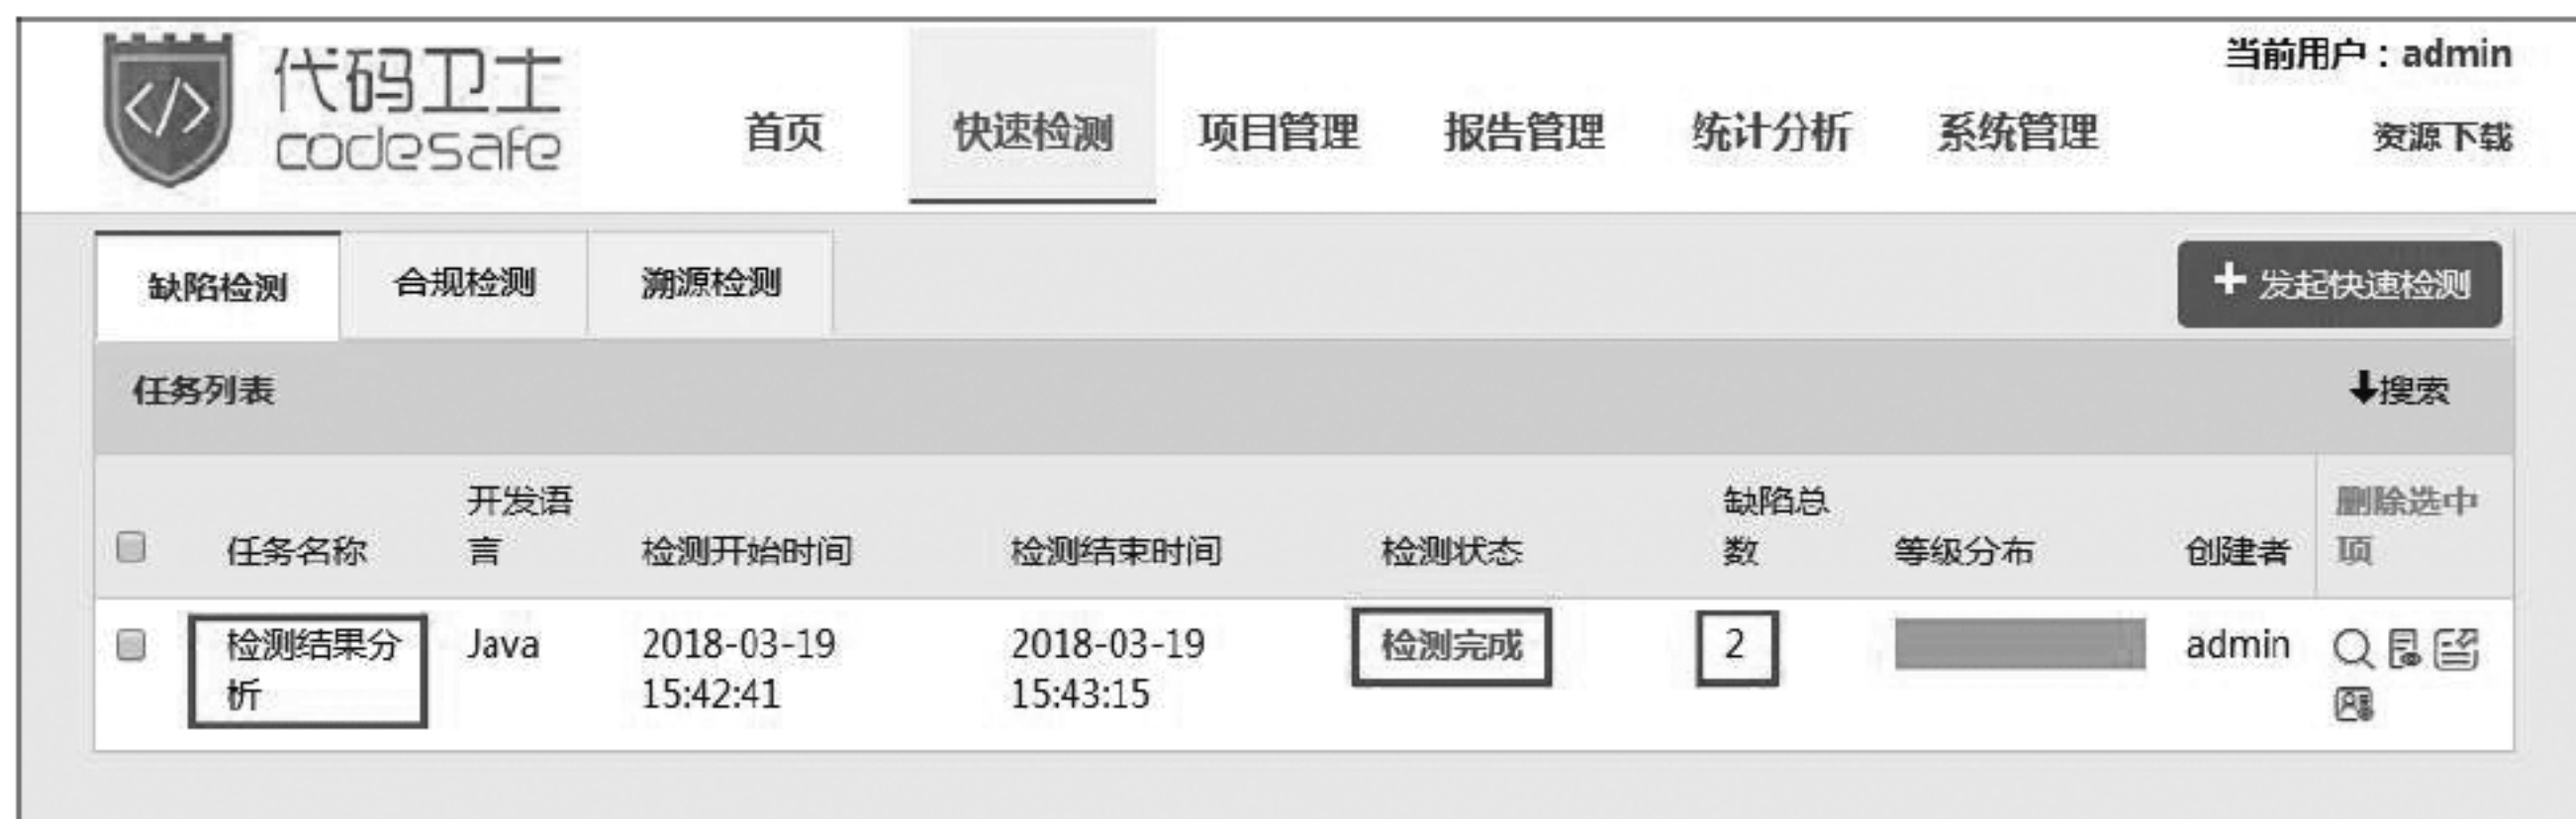 代码卫士
codesafe
当前用户：admin
首页 快速检测 项目管理 报告管理 统计分析 系统管理 资源下载
缺陷检测 合规检测 溯源检测 发起快速检测
任务列表 搜索
任务名称 开发语言 检测开始时间 检测结束时间 检测状态 缺陷总数 等级分布 创建者 删除选中项
检测结果分析 Java 2018-03-19 15:42:41 2018-03-19 15:43:15 检测完成 2 admin